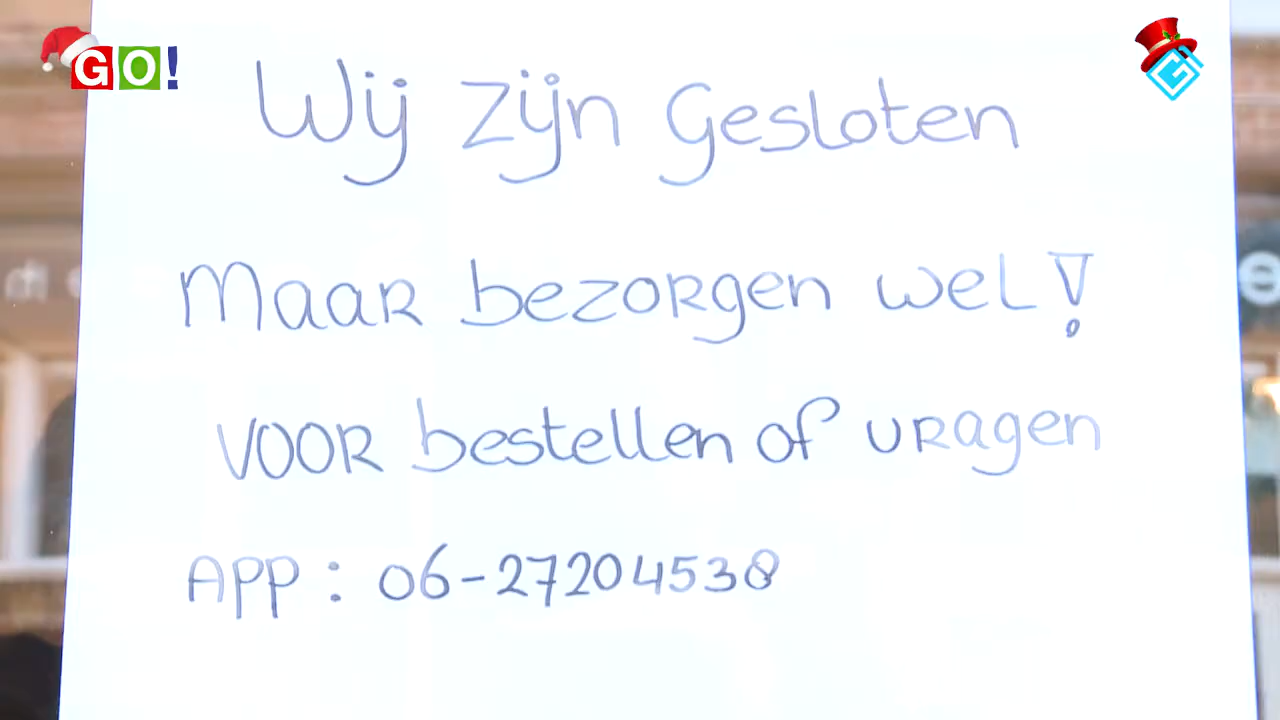 GO!
G
Wij zijn Gesloten
Maar bezorgen wel!
voor bestellen of vragen
App: 06-27204538